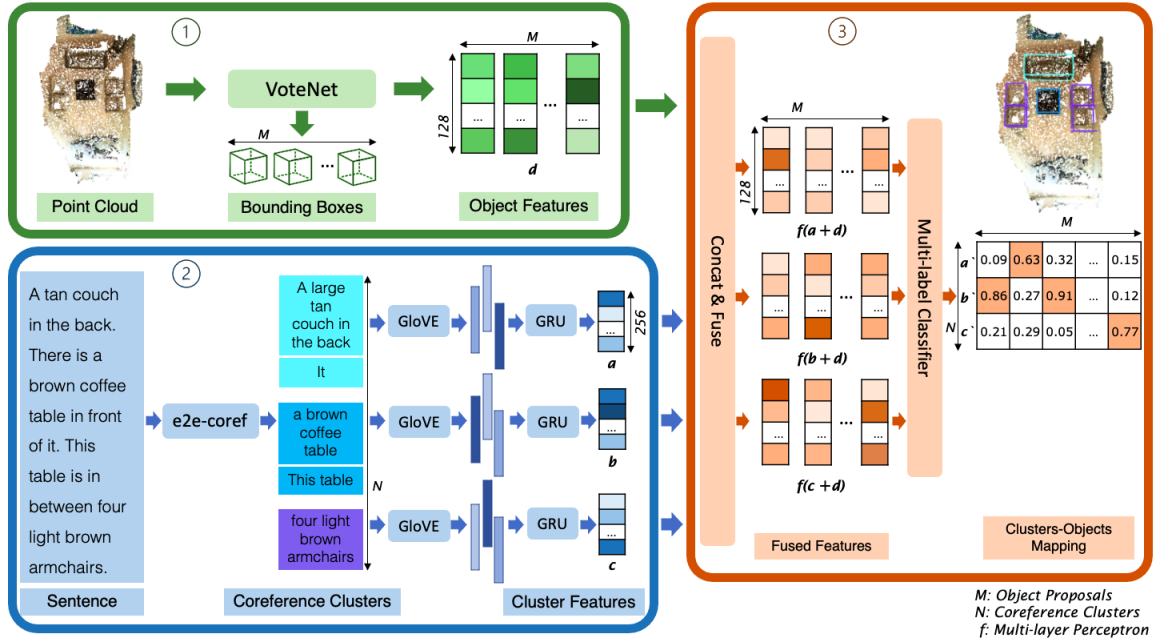 1
VoteNet
M
M
128
...
...
...
...
...
d
Point Cloud
Bounding Boxes
Object Features
2
A tan couch
in the back.
There is a
brown coffee
table in front
of it. This
table is in
between four
light brown
armchairs.
Sentence
e2e-coref
A large
tan
couch in
the back
It
a brown
coffee
table
This table
four light
brown
armchairs
N
Coreference Clusters
GloVE
GRU
...
256
a
GloVE
GRU
...
b
GloVE
GRU
...
c
Cluster Features
3
Concat & Fuse
M
128
...
...
...
...
f(a+d)
...
...
...
...
f(b+d)
...
...
...
...
f(c+d)
Fused Features
Multi-label Classifier
M
N
a` 0.09 0.63 0.32 ... 0.15
b` 0.86 0.27 0.91 ... 0.12
c` 0.21 0.29 0.05 ... 0.77
Clusters-Objects
Mapping
M: Object Proposals
N: Coreference Clusters
f: Multi-layer Perceptron